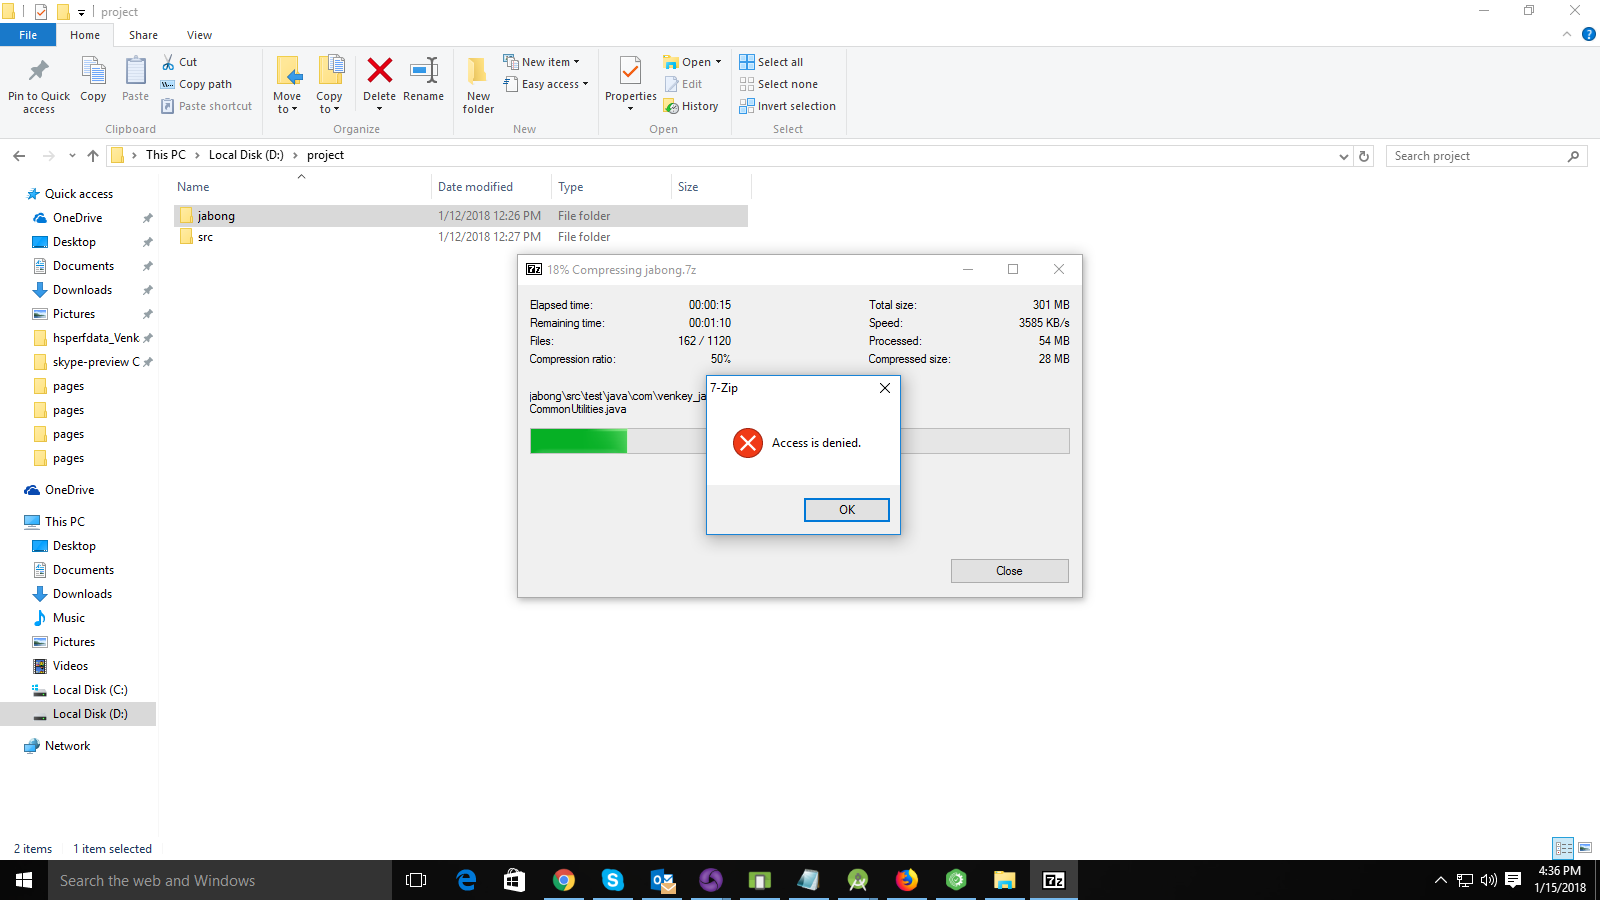 project
File
Home
Share
View
Pin to Quick access
Copy
Paste
Cut
Copy path
Paste shortcut
Clipboard
Move to
Copy to
Delete
Rename
Organize
New folder
New item
Easy access
New
Properties
Open
Edit
History
Open
Select all
Select none
Invert selection
Select
This PC
Local Disk (D:)
project
Search project
Name
Date modified
Type
Size
jabong 1/12/2018 12:26 PM File folder
src 1/12/2018 12:27 PM File folder
Quick access
OneDrive
Desktop
Documents
Downloads
Pictures
hsperfdata_Venk
skype-preview C
pages
pages
pages
pages
OneDrive
This PC
Desktop
Documents
Downloads
Music
Pictures
Videos
Local Disk (C:)
Local Disk (D:)
Network
7z 18% Compressing jabong.7z
Elapsed time: 00:00:15 Total size: 301 MB
Remaining time: 00:01:10 Speed: 3585 KB/s
Files: 162 / 1120 Processed: 54 MB
Compression ratio: 50% Compressed size: 28 MB
jabong\src\test\java\com\venkey_ja
CommonUtilities.java
7-Zip
Access is denied.
OK
Close
2 items 1 item selected
Search the web and Windows
7z
4:36 PM
1/15/2018